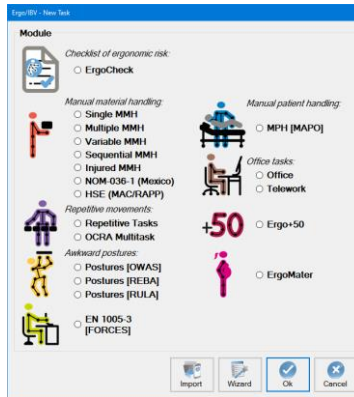 Ergo/IBV - New Task
Module
Checklist of ergonomic risk:
ErgoCheck
Manual material handling:
Single MMH
Multiple MMH
Variable MMH
Sequential MMH
Injured MMH
NOM-036-1 (Mexico)
HSE (MAC/RAPP)
Repetitive movements:
Repetitive Tasks
OCRA Multitask
Awkward postures:
Postures [OWAS]
Postures [REBA]
Postures [RULA]
EN 1005-3
[FORCES]
Manual patient handling:
MPH [MAPO]
Office tasks:
Office
Telework
+50
Ergo+50
ErgoMater
Import
Wizard
Ok
Cancel